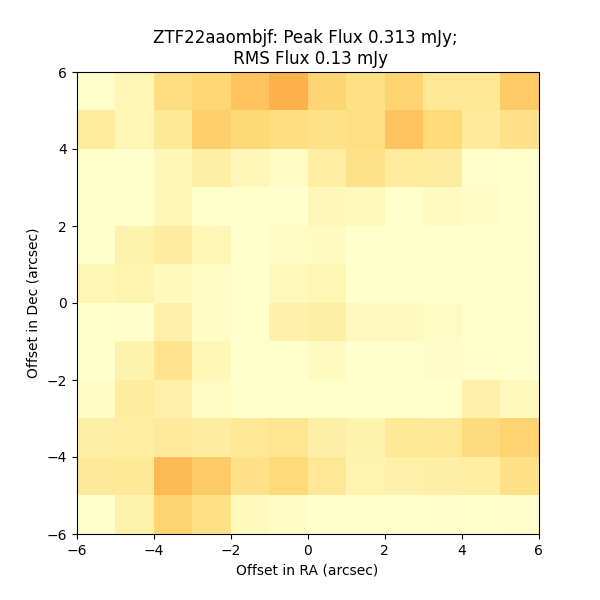 ZTF22aaombjf: Peak Flux 0.313 mJy;
RMS Flux 0.13 mJy
6
4
2
0
−2
−4
−6
Offset in Dec (arcsec)
−6 −4 −2 0 2 4 6
Offset in RA (arcsec)